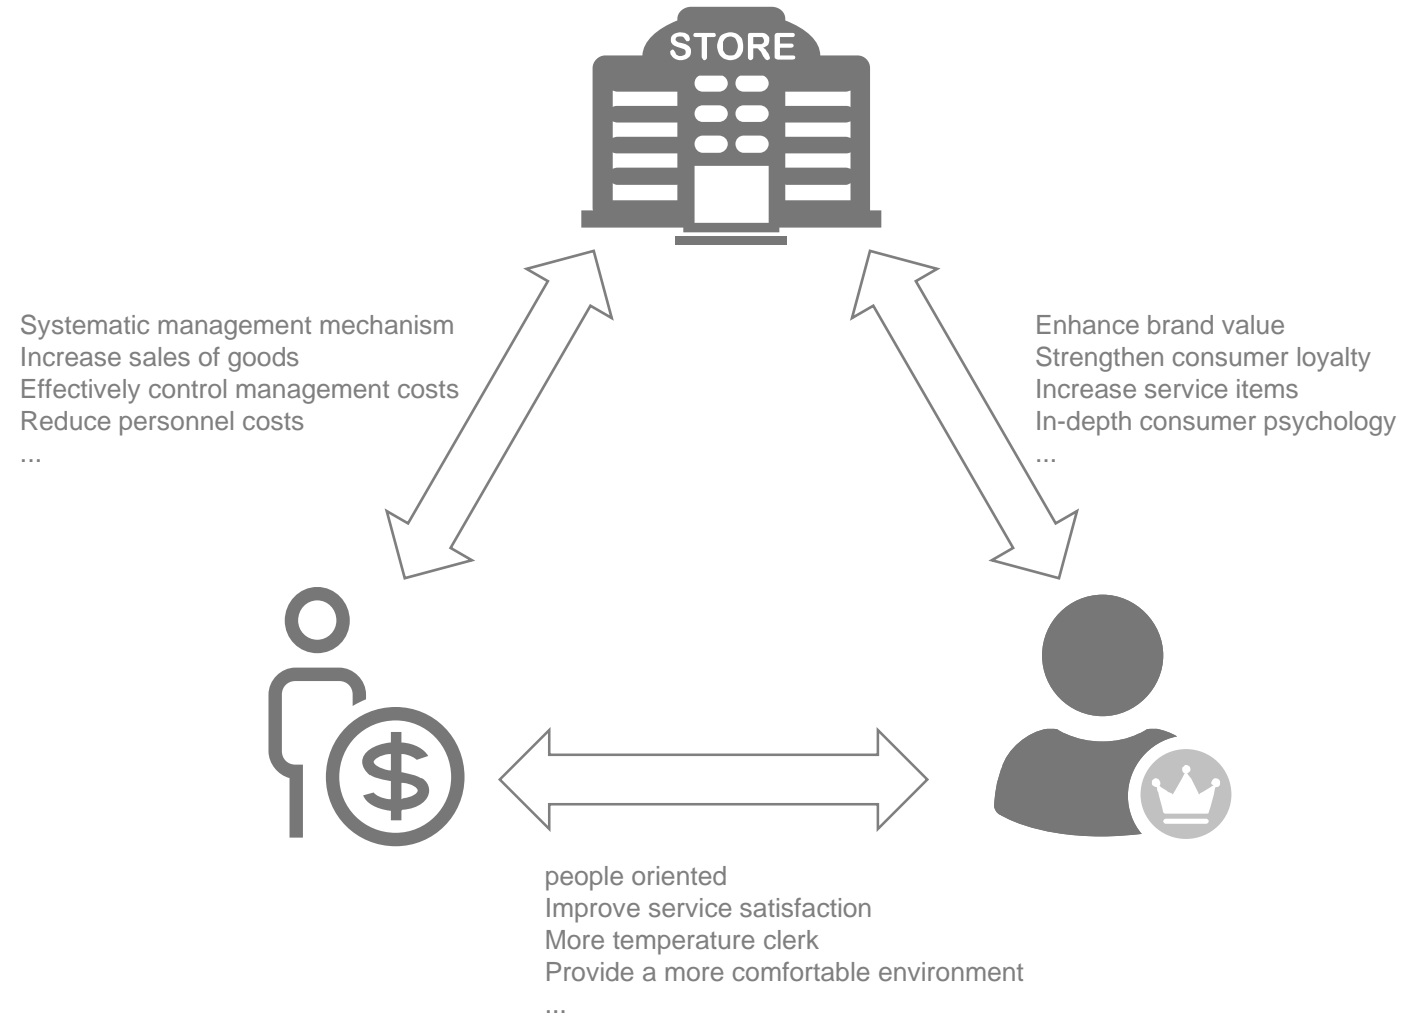 STORE
Systematic management mechanism
Increase sales of goods
Effectively control management costs
Reduce personnel costs
...
Enhance brand value
Strengthen consumer loyalty
Increase service items
In-depth consumer psychology
...
$
people oriented
Improve service satisfaction
More temperature clerk
Provide a more comfortable environment
...